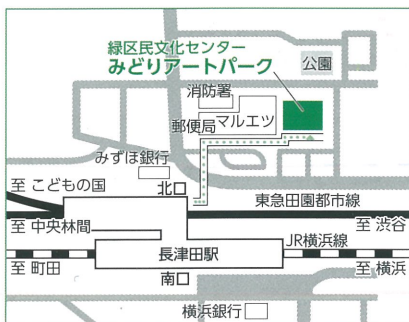 緑区民文化センター
みどりアートパーク
公園
消防署
郵便局
マルエツ
みずほ銀行
至 こどもの国
北口
東急田園都市線
至 中央林間
至 渋谷
長津田駅
JR横浜線
至 町田
至 横浜
南口
横浜銀行